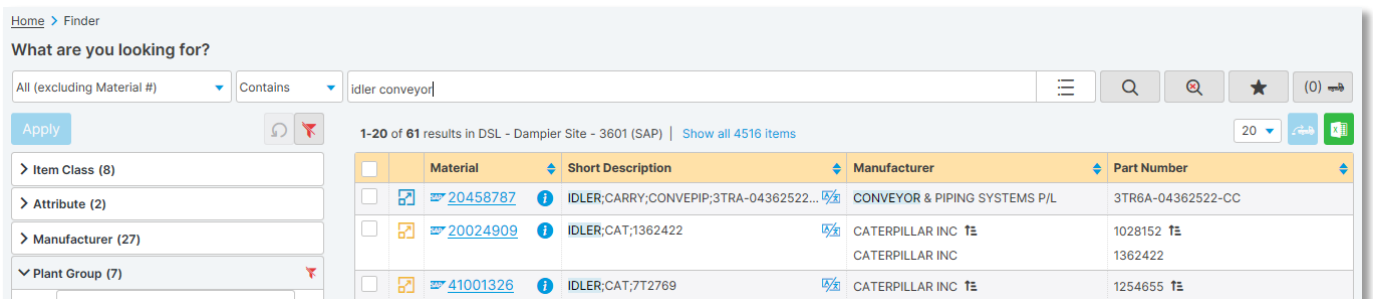 Home > Finder
What are you looking for?
All (excluding Material #) Contains idler conveyor (0)
Apply 1-20 of 61 results in DSL - Dampier Site - 3601 (SAP) | Show all 4516 items 20
Item Class (8) Material Short Description Manufacturer Part Number
Attribute (2) SAP 20458787 IDLER;CARRY;CONVEPIP;3TRA-04362522... CONVEYOR & PIPING SYSTEMS P/L 3TR6A-04362522-CC
Manufacturer (27) SAP 20024909 IDLER;CAT;1362422 CATERPILLAR INC 1028152
CATERPILLAR INC 1362422
Plant Group (7) SAP 41001326 IDLER;CAT;7T2769 CATERPILLAR INC 1254655